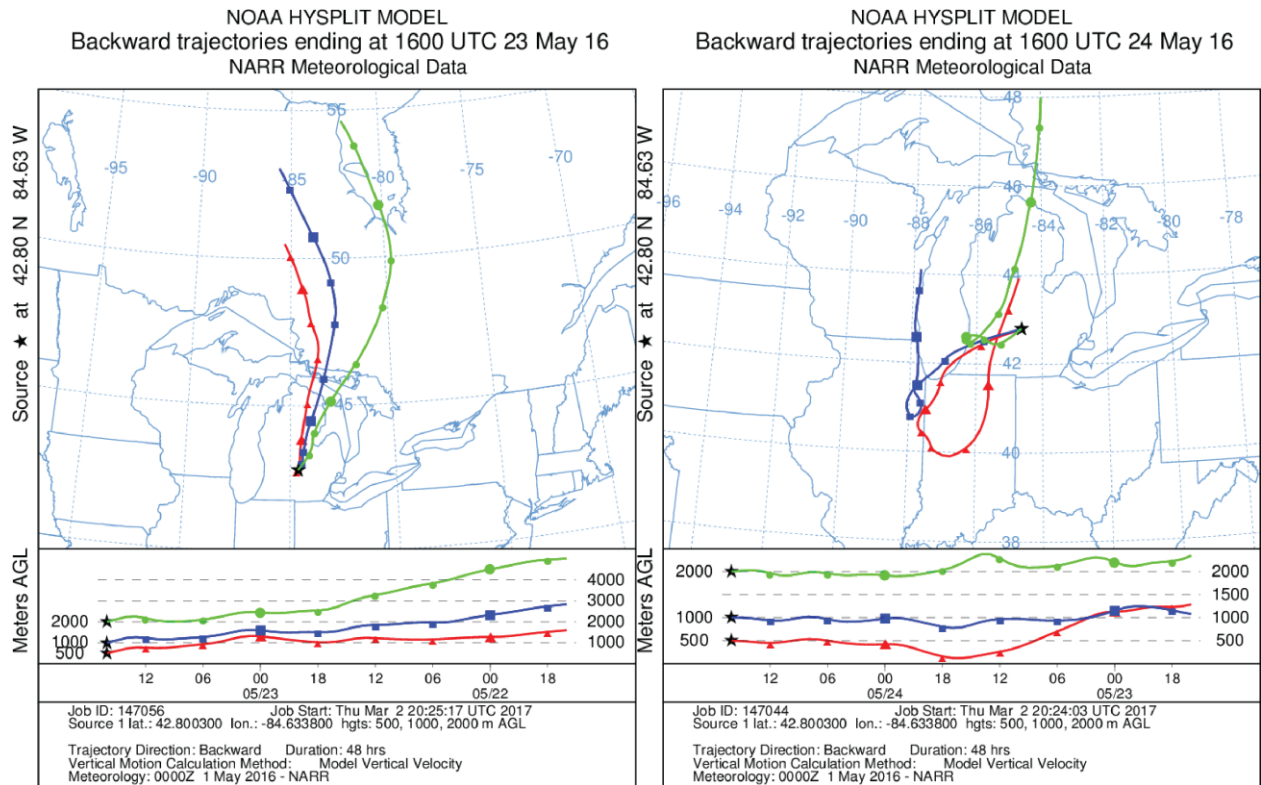 NOAA HYSPLIT MODEL
Backward trajectories ending at 1600 UTC 23 May 16
NARR Meteorological Data
Source ★ at 42.80 N 84.63 W
55
-95
-90
-85
-80
-75
-70
50
45
Meters AGL
2000
1000
500
4000
3000
2000
1000
12
06
00
18
12
06
00
18
05/23
05/22
Job ID: 147056 Job Start: Thu Mar 2 20:25:17 UTC 2017
Source 1 lat.: 42.800300 lon.: -84.633800 hgts: 500, 1000, 2000 m AGL
Trajectory Direction: Backward Duration: 48 hrs
Vertical Motion Calculation Method: Model Vertical Velocity
Meteorology: 0000Z 1 May 2016 - NARR
NOAA HYSPLIT MODEL
Backward trajectories ending at 1600 UTC 24 May 16
NARR Meteorological Data
Source ★ at 42.80 N 84.63 W
48
46
-96
-94
-92
-90
-88
-86
-84
-82
-80
-78
44
42
40
38
Meters AGL
2000
1000
500
2000
1500
1000
500
12
06
00
18
12
06
00
18
05/24
05/23
Job ID: 147044 Job Start: Thu Mar 2 20:24:03 UTC 2017
Source 1 lat.: 42.800300 lon.: -84.633800 hgts: 500, 1000, 2000 m AGL
Trajectory Direction: Backward Duration: 48 hrs
Vertical Motion Calculation Method: Model Vertical Velocity
Meteorology: 0000Z 1 May 2016 - NARR